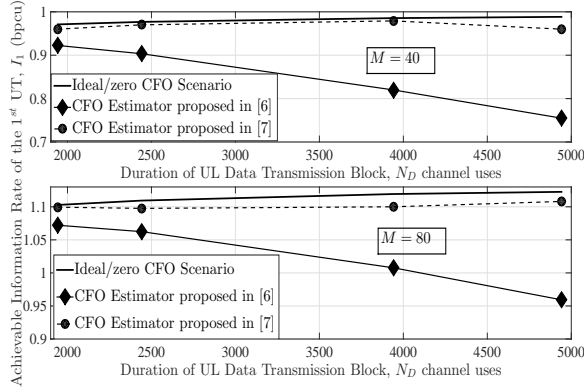 Achievable Information Rate of the 1st UT, I1 (bpcu)
1
0.9
0.8
0.7
M = 40
Ideal/zero CFO Scenario
CFO Estimator proposed in [6]
CFO Estimator proposed in [7]
2000 2500 3000 3500 4000 4500 5000
Duration of UL Data Transmission Block, ND channel uses
1.1
1.05
1
0.95
0.9
M = 80
Ideal/zero CFO Scenario
CFO Estimator proposed in [6]
CFO Estimator proposed in [7]
2000 2500 3000 3500 4000 4500 5000
Duration of UL Data Transmission Block, ND channel uses